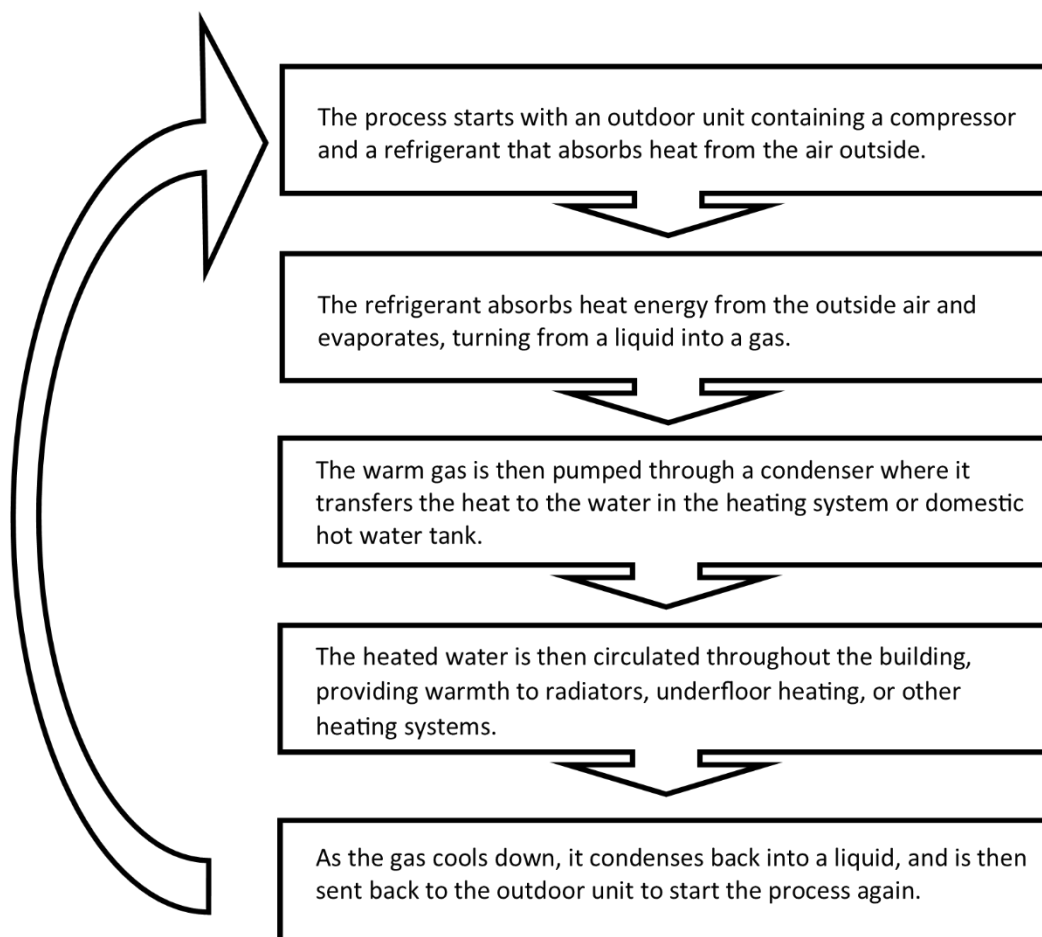 The process starts with an outdoor unit containing a compressor
and a refrigerant that absorbs heat from the air outside.
The refrigerant absorbs heat energy from the outside air and
evaporates, turning from a liquid into a gas.
The warm gas is then pumped through a condenser where it
transfers the heat to the water in the heating system or domestic
hot water tank.
The heated water is then circulated throughout the building,
providing warmth to radiators, underfloor heating, or other
heating systems.
As the gas cools down, it condenses back into a liquid, and is then
sent back to the outdoor unit to start the process again.